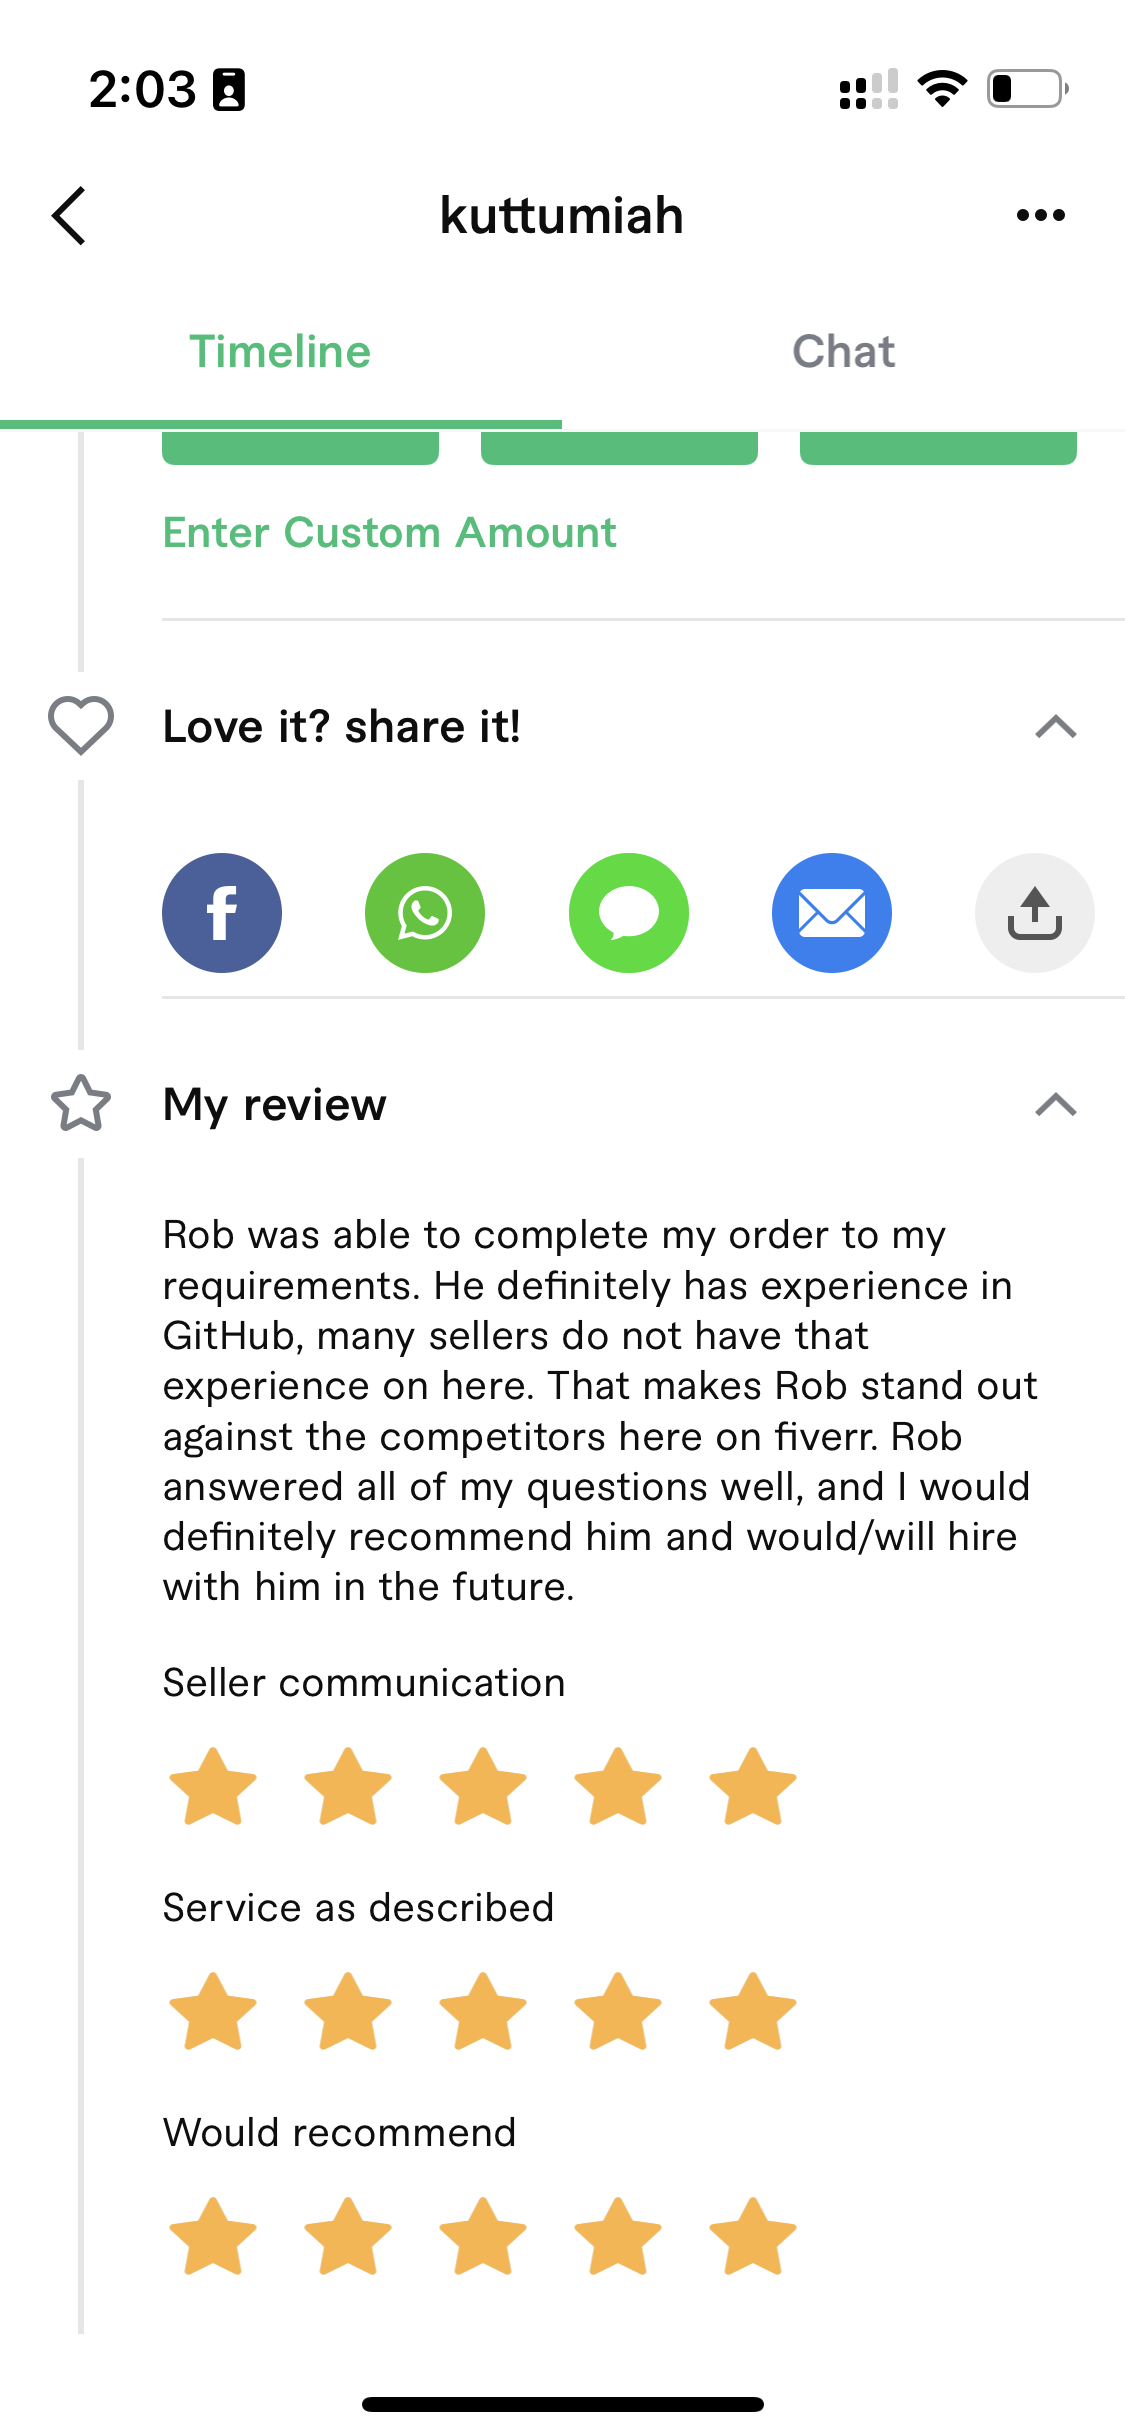 2:03
kuttumiah
Timeline
Chat
Enter Custom Amount
Love it? share it!
My review
Rob was able to complete my order to my
requirements. He definitely has experience in
GitHub, many sellers do not have that
experience on here. That makes Rob stand out
against the competitors here on fiverr. Rob
answered all of my questions well, and I would
definitely recommend him and would/will hire
with him in the future.
Seller communication
Service as described
Would recommend